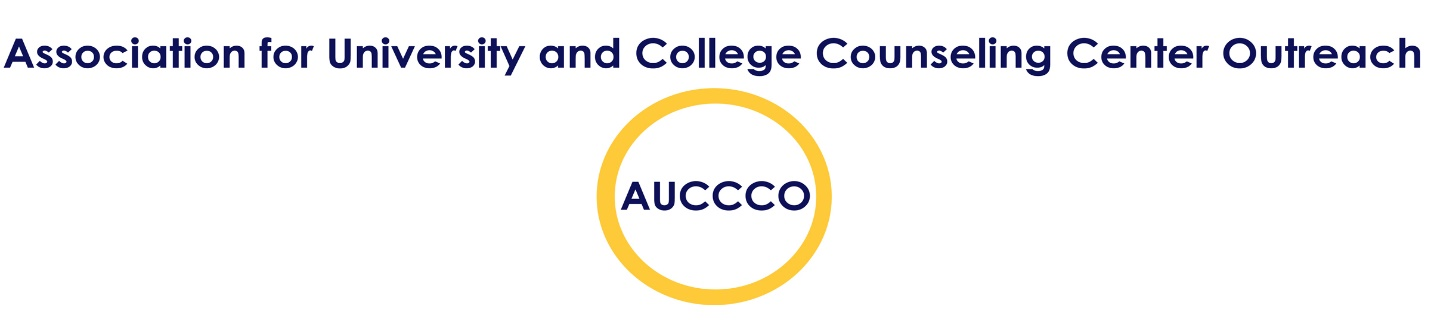 Association for University and College Counseling Center Outreach
AUCCCO